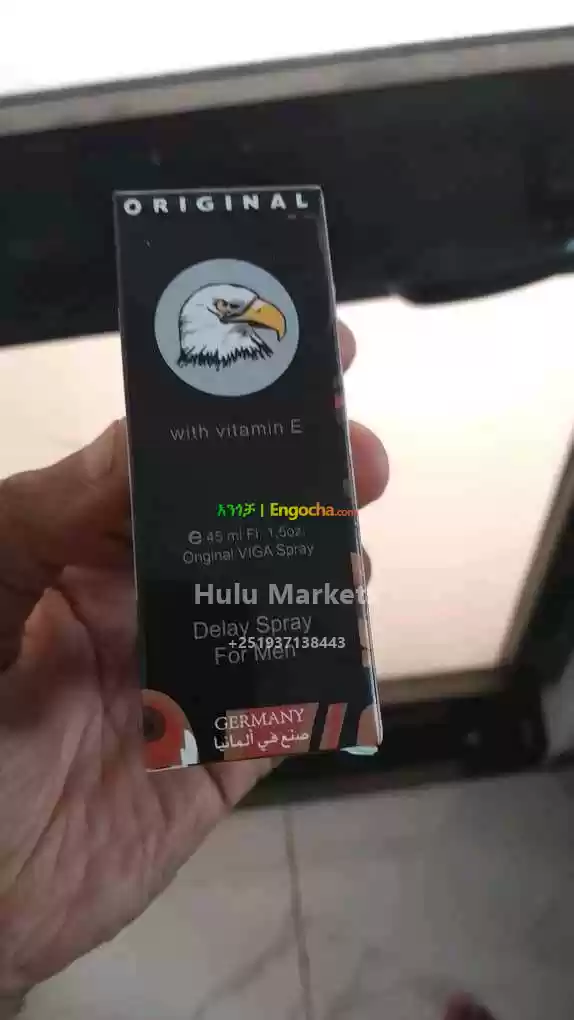 ORIGINAL
with vitamin E
እንጎቻ | Engocha.com
e 45 ml Fl. 1,5oz.
Original VIGA Spray
Hulu Market
Delay Spray
+251937138443
For Men
GERMANY
صنع في ألمانيا